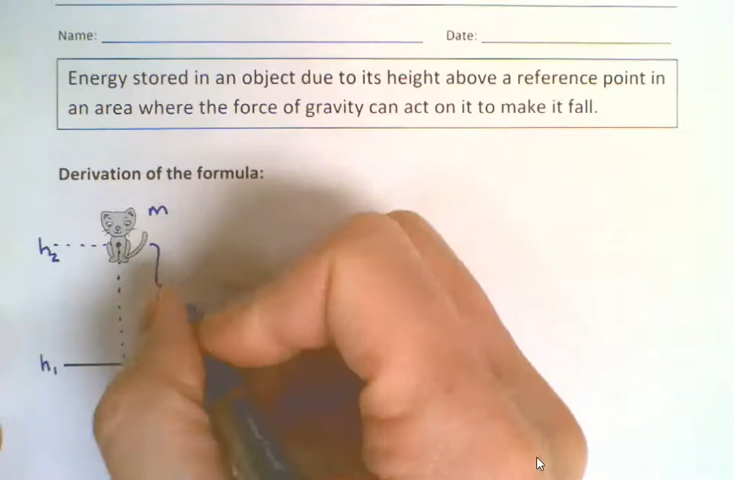 Name: Date:
Energy stored in an object due to its height above a reference point in
an area where the force of gravity can act on it to make it fall.
Derivation of the formula:
m
h₂
h₁